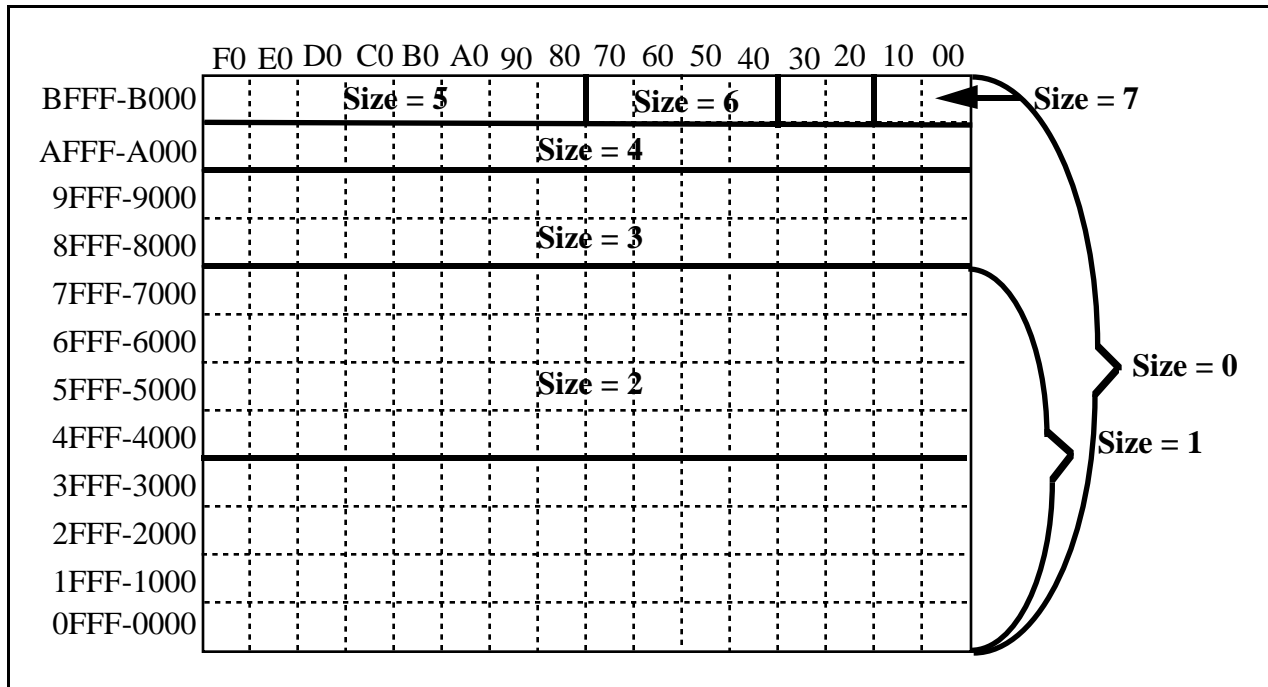 F0 E0 D0 C0 B0 A0 90 80 70 60 50 40 30 20 10 00
BFFF-B000 Size = 5 Size = 6 Size = 7
AFFF-A000 Size = 4
9FFF-9000
8FFF-8000 Size = 3
7FFF-7000
6FFF-6000
Size = 0
5FFF-5000 Size = 2
4FFF-4000 Size = 1
3FFF-3000
2FFF-2000
1FFF-1000
0FFF-0000